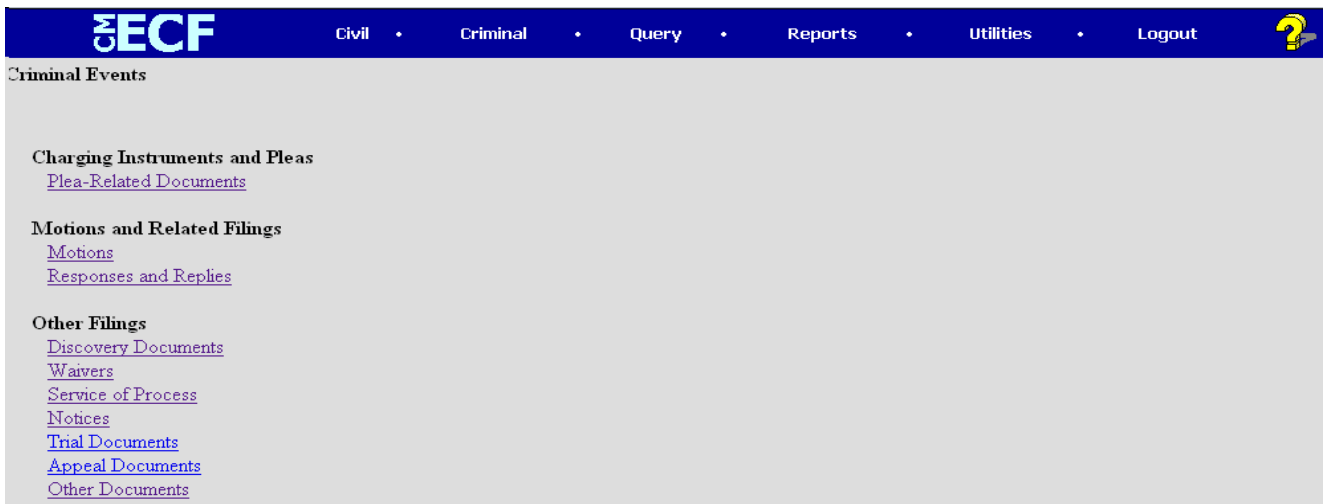 CM ECF Civil • Criminal • Query • Reports • Utilities • Logout ?
Criminal Events
Charging Instruments and Pleas
Plea-Related Documents
Motions and Related Filings
Motions
Responses and Replies
Other Filings
Discovery Documents
Waivers
Service of Process
Notices
Trial Documents
Appeal Documents
Other Documents